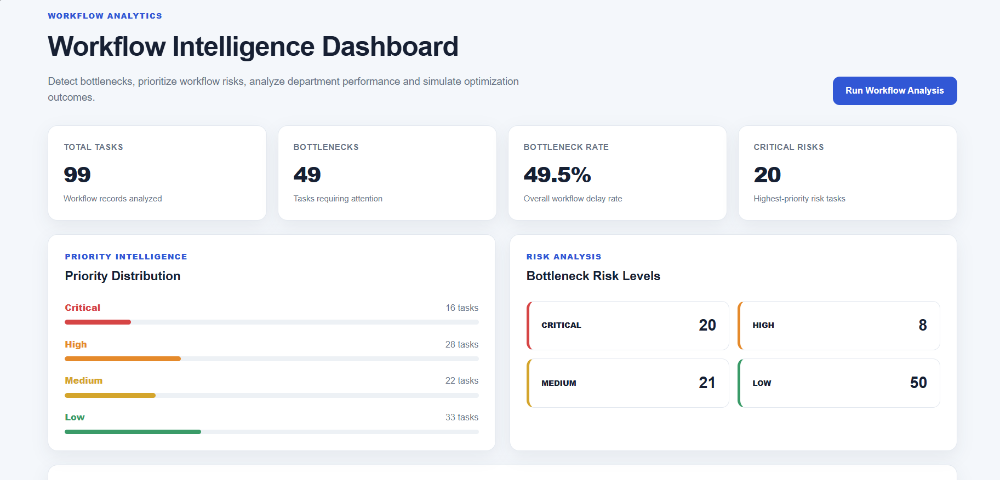 WORKFLOW ANALYTICS
Workflow Intelligence Dashboard
Detect bottlenecks, prioritize workflow risks, analyze department performance and simulate optimization
outcomes.
Run Workflow Analysis
TOTAL TASKS
99
Workflow records analyzed
BOTTLENECKS
49
Tasks requiring attention
BOTTLENECK RATE
49.5%
Overall workflow delay rate
CRITICAL RISKS
20
Highest-priority risk tasks
PRIORITY INTELLIGENCE
Priority Distribution
Critical 16 tasks
High 28 tasks
Medium 22 tasks
Low 33 tasks
RISK ANALYSIS
Bottleneck Risk Levels
CRITICAL 20
HIGH 8
MEDIUM 21
LOW 50